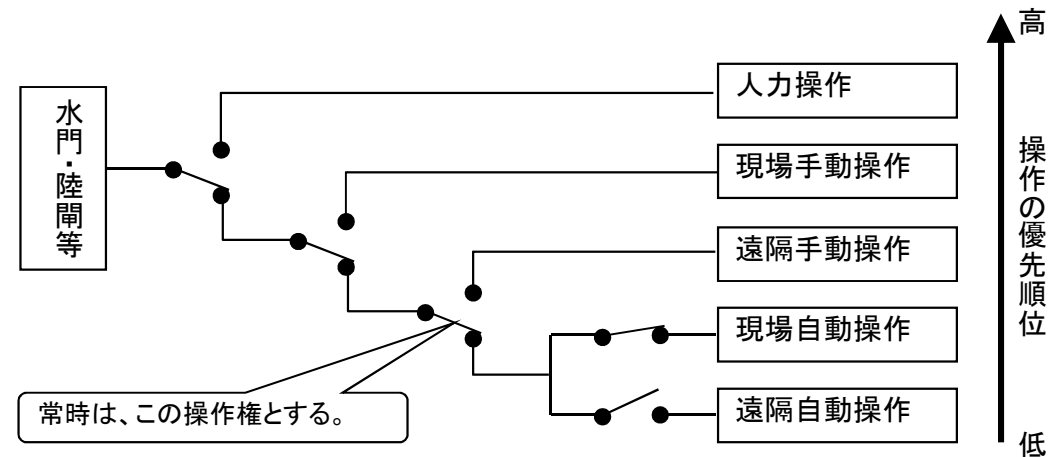 高
人力操作
水門・陸閘等
現場手動操作
操作の優先順位
遠隔手動操作
現場自動操作
常時は、この操作権とする。
遠隔自動操作
低